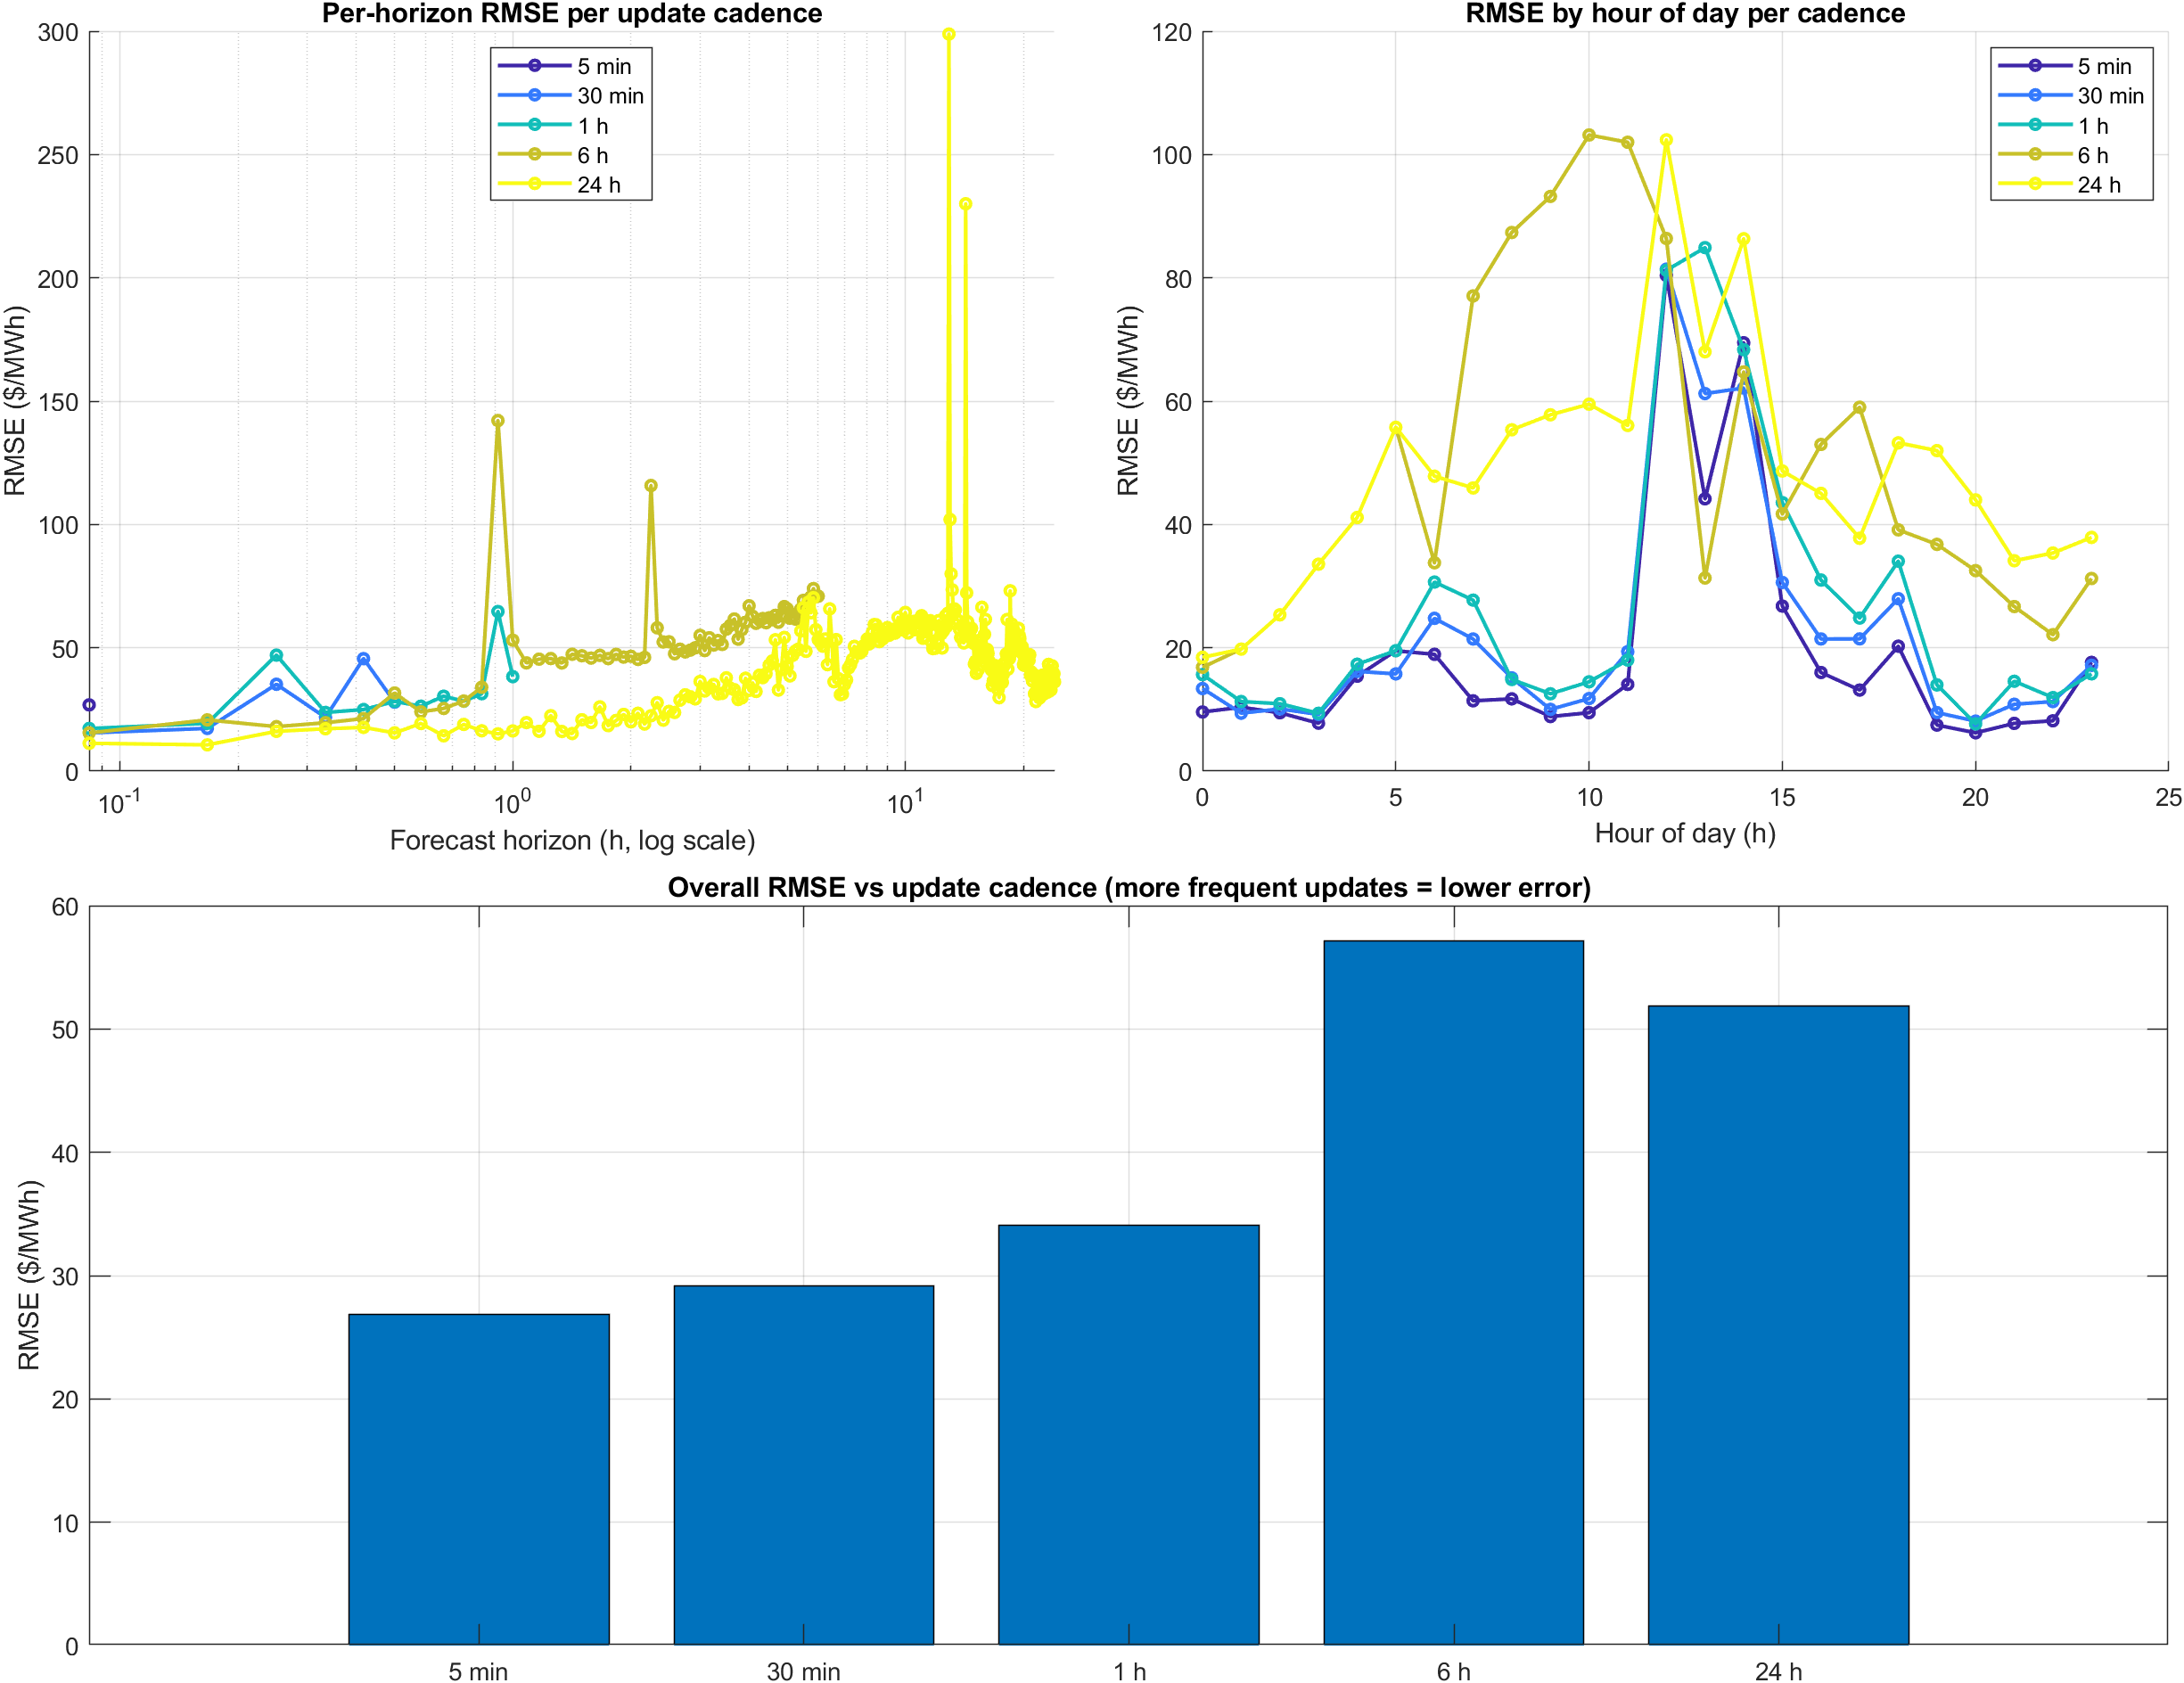 Per-horizon RMSE per update cadence
300
250
200
150
100
50
0
RMSE ($/MWh)
5 min
30 min
1 h
6 h
24 h
10-1
100
101
Forecast horizon (h, log scale)
RMSE by hour of day per cadence
120
100
80
60
40
20
0
RMSE ($/MWh)
5 min
30 min
1 h
6 h
24 h
0 5 10 15 20 25
Hour of day (h)
Overall RMSE vs update cadence (more frequent updates = lower error)
60
50
40
30
20
10
0
RMSE ($/MWh)
5 min 30 min 1 h 6 h 24 h